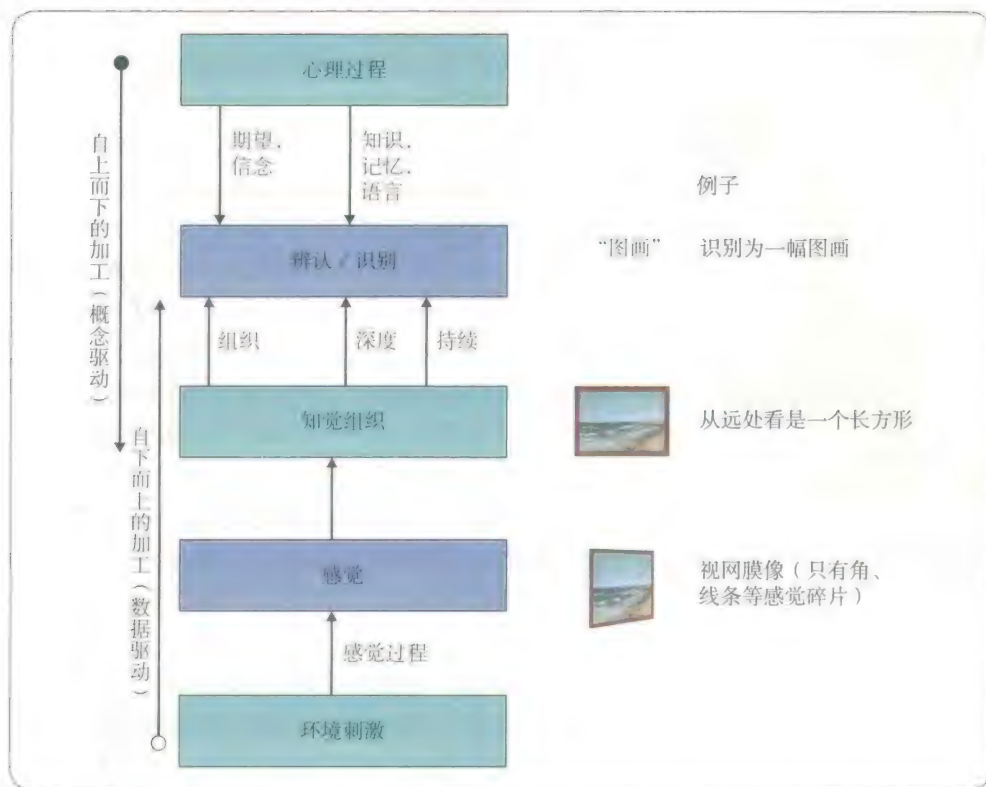 心理过程
期望,
信念
知识,
记忆,
语言
例子
辨认/识别
“图画” 识别为一幅图画
组织
深度
持续
知觉组织
从远处看是一个长方形
感觉
视网膜像(只有角、
线条等感觉碎片)
感觉过程
环境刺激
自上而下的加工(概念驱动)
自下而上的加工(数据驱动)